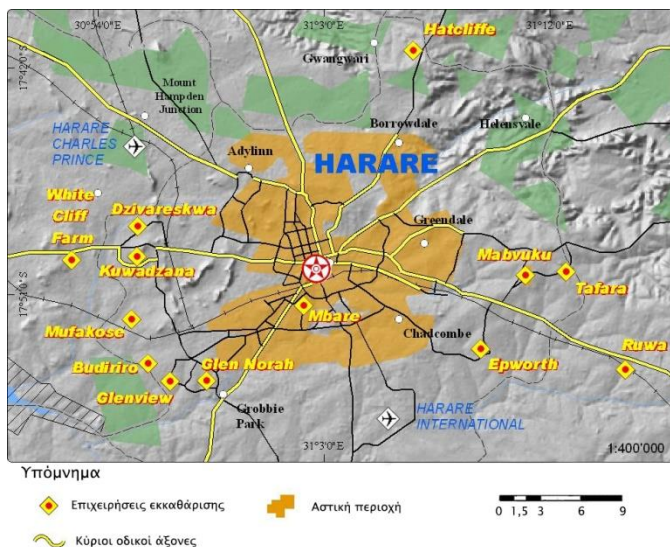 31°3'0"E
30°54'0"E
31°12'0"E
Hatcliffe
17°42'0"S
Gwangwari
Mount
Hampden
Junction
HARARE
CHARLES
PRINCE
Borrowdale
Helensvale
Adylinn
HARARE
White
Cliff
Farm
Dzivareskwa
Greendale
Kuwadzana
Mabvuku
Tafara
17°51'0"S
Mbare
Mufakose
Chadcombe
Ruwa
Budiriro
Glen Norah
Epworth
Glenview
Grobbie
Park
HARARE
INTERNATIONAL
31°3'0"E
1:400'000
Υπόμνημα
Επιχειρήσεις εκκαθάρισης
Αστική περιοχή
0 1,5 3 6 9
Κύριοι οδικοί άξονες